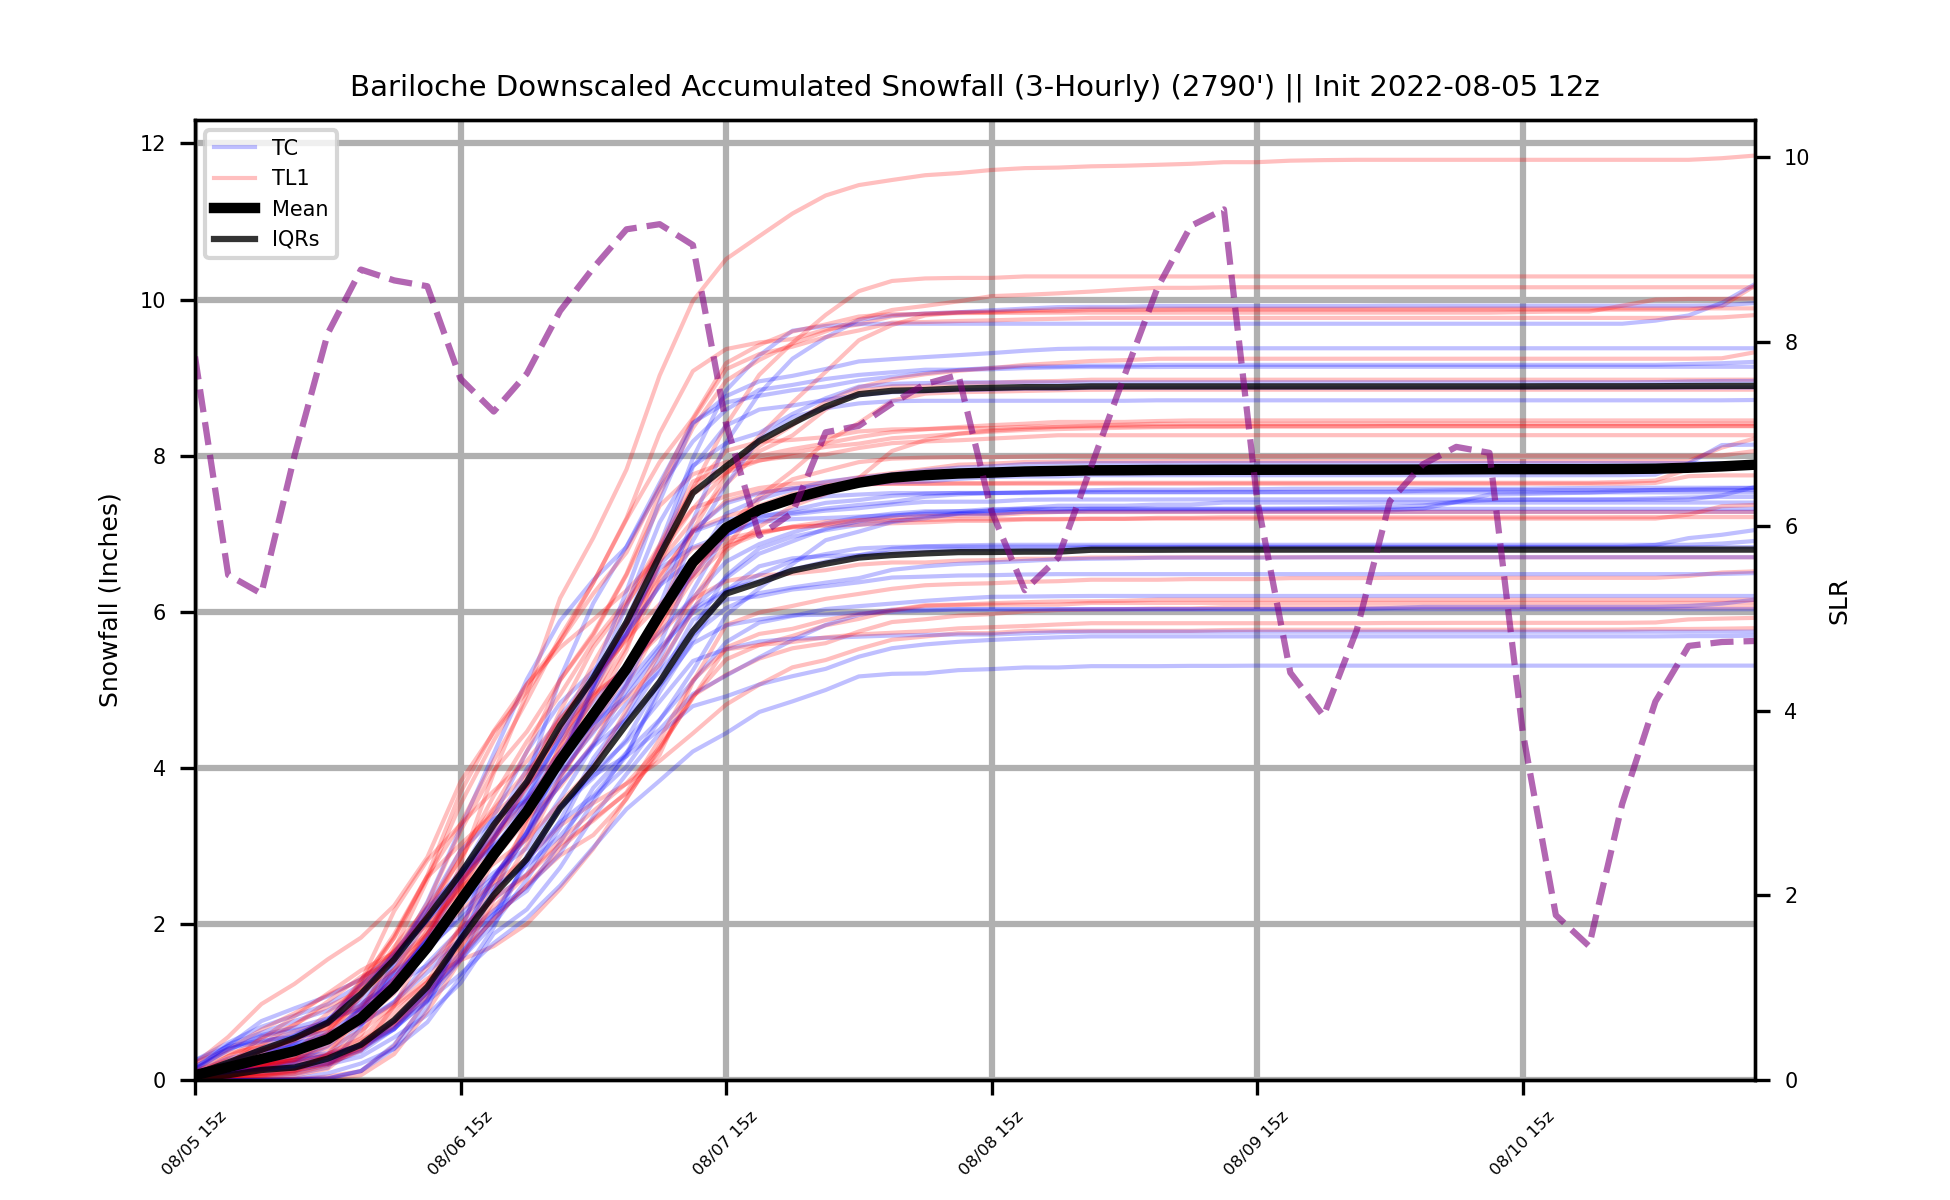 Bariloche Downscaled Accumulated Snowfall (3-Hourly) (2790') || Init 2022-08-05 12z
TC
TL1
Mean
IQRs
Snowfall (Inches)
12
10
8
6
4
2
0
10
8
6
4
2
0
SLR
08/05 15z
08/06 15z
08/07 15z
08/08 15z
08/09 15z
08/10 15z